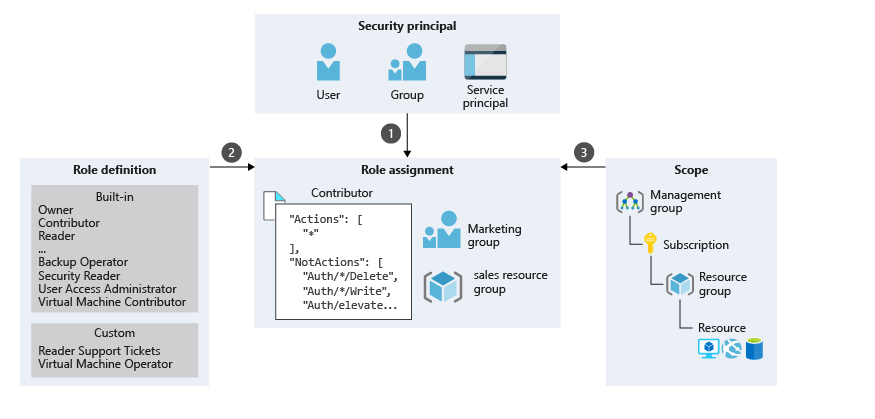 Security principal
User
Group
Service
principal
1
2
3
Role definition
Built-in
Owner
Contributor
Reader
...
Backup Operator
Security Reader
User Access Administrator
Virtual Machine Contributor
Custom
Reader Support Tickets
Virtual Machine Operator
Role assignment
Contributor
"Actions": [
"*"
],
"NotActions": [
"Auth/*/Delete",
"Auth/*/Write",
"Auth/elevate...
Marketing
group
sales resource
group
Scope
Management
group
Subscription
Resource
group
Resource